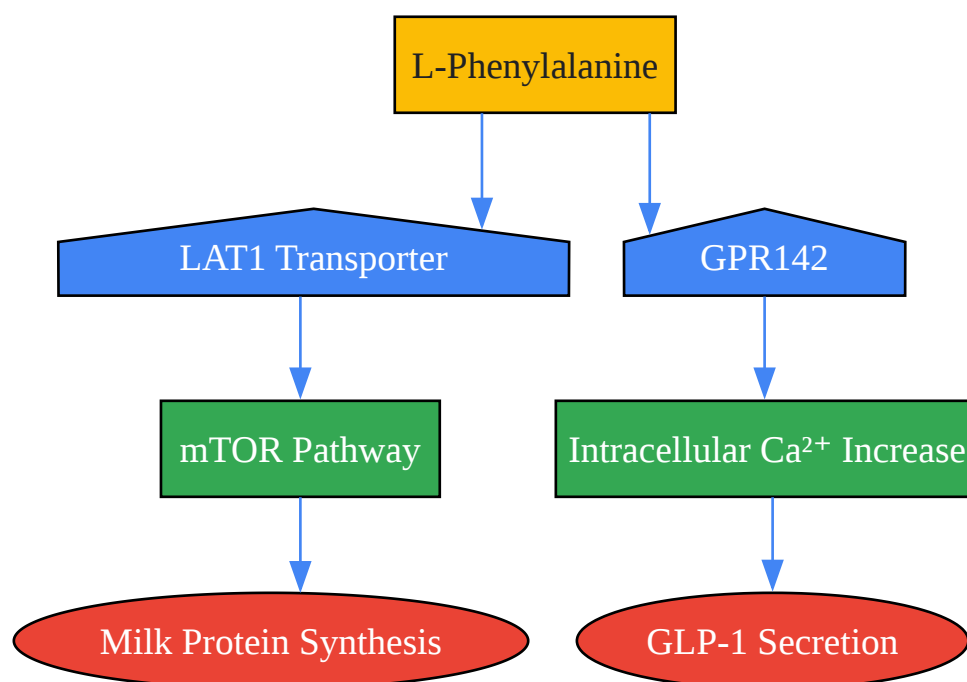 L-Phenylalanine
LAT1 Transporter
GPR142
mTOR Pathway
Intracellular Ca²⁺ Increase
Milk Protein Synthesis
GLP-1 Secretion